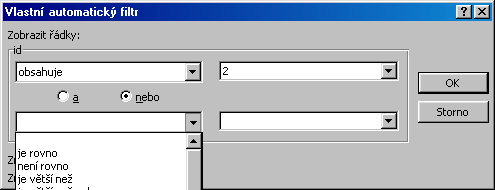 Vlastní automatický filtr
Zobrazit řádky:
id
obsahuje 2
OK
a nebo
Storno
je rovno
není rovno
je větší než